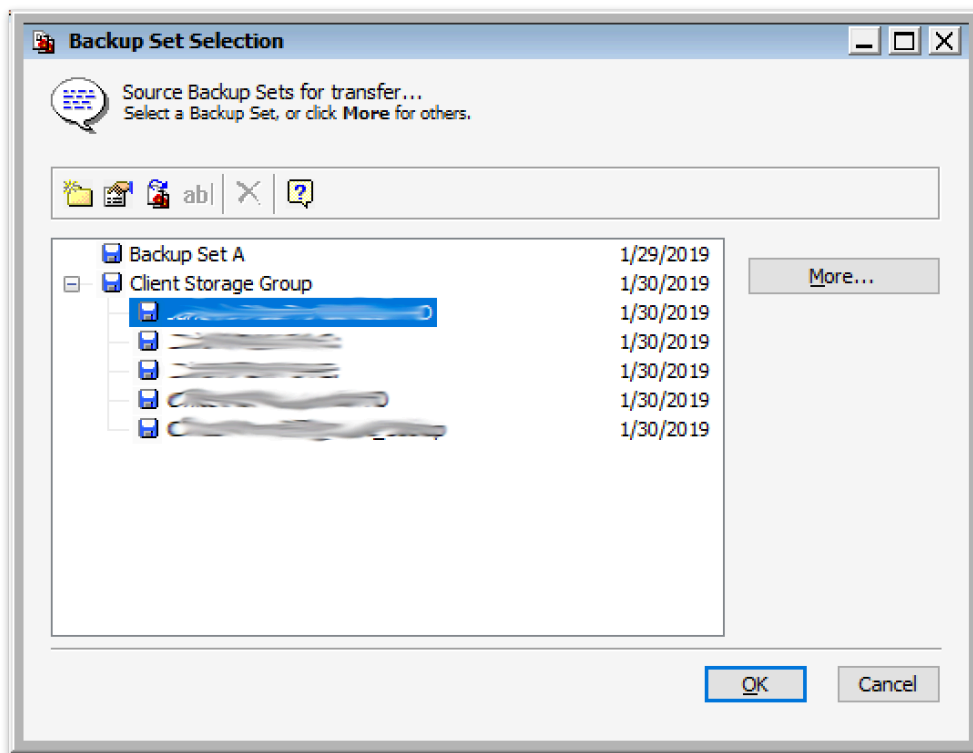 Backup Set Selection
Source Backup Sets for transfer...
Select a Backup Set, or click More for others.
ab
Backup Set A 1/29/2019
Client Storage Group 1/30/2019
1/30/2019
1/30/2019
1/30/2019
1/30/2019
1/30/2019
More...
OK Cancel